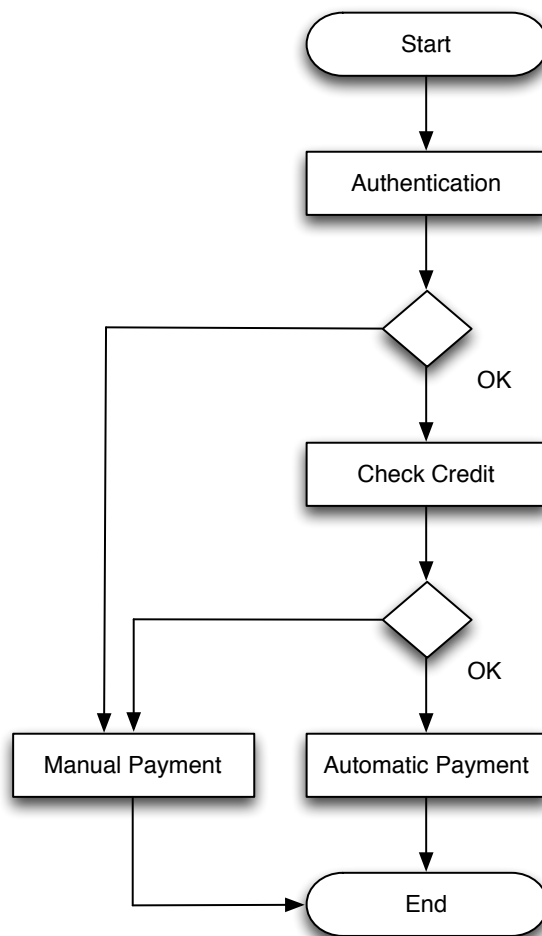 Start
Authentication
OK
Check Credit
OK
Manual Payment
Automatic Payment
End